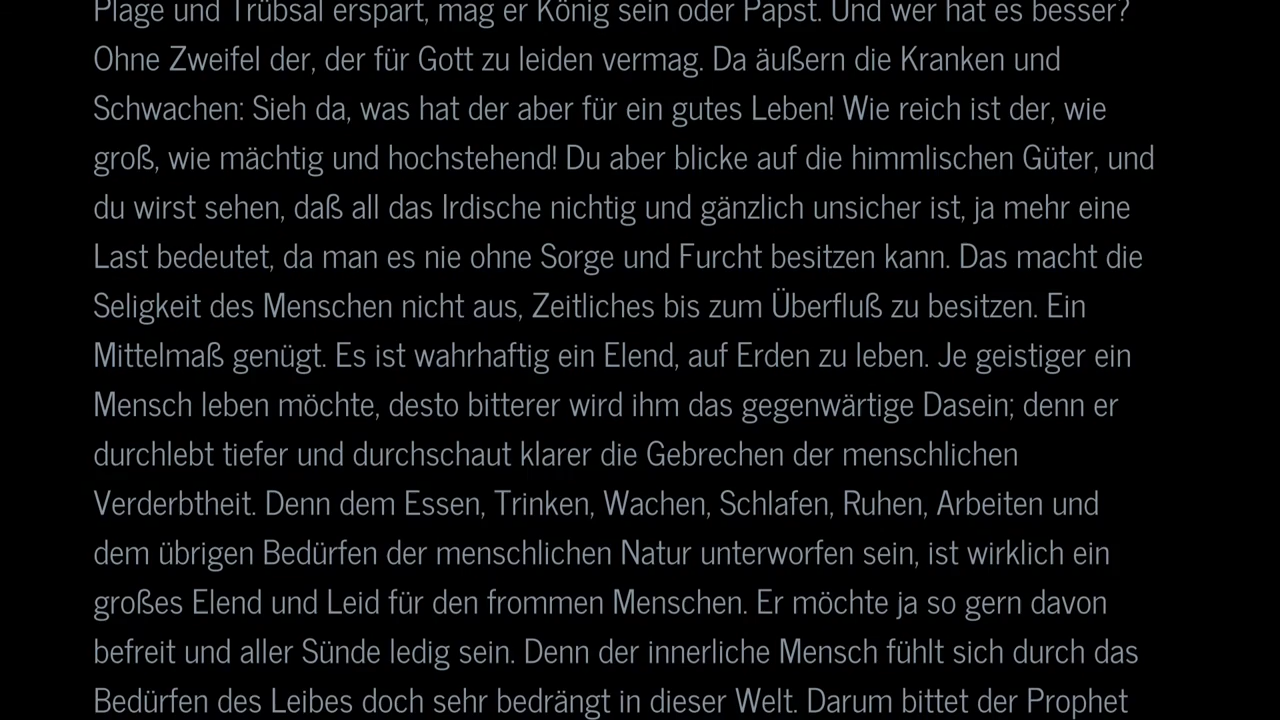 Plage und Trübsal erspart, mag er König sein oder Papst. Und wer hat es besser?
Ohne Zweifel der, der für Gott zu leiden vermag. Da äußern die Kranken und
Schwachen: Sieh da, was hat der aber für ein gutes Leben! Wie reich ist der, wie
groß, wie mächtig und hochstehend! Du aber blicke auf die himmlischen Güter, und
du wirst sehen, daß all das Irdische nichtig und gänzlich unsicher ist, ja mehr eine
Last bedeutet, da man es nie ohne Sorge und Furcht besitzen kann. Das macht die
Seligkeit des Menschen nicht aus, Zeitliches bis zum Überfluß zu besitzen. Ein
Mittelmaß genügt. Es ist wahrhaftig ein Elend, auf Erden zu leben. Je geistiger ein
Mensch leben möchte, desto bitterer wird ihm das gegenwärtige Dasein; denn er
durchlebt tiefer und durchschaut klarer die Gebrechen der menschlichen
Verderbtheit. Denn dem Essen, Trinken, Wachen, Schlafen, Ruhen, Arbeiten und
dem übrigen Bedürfen der menschlichen Natur unterworfen sein, ist wirklich ein
großes Elend und Leid für den frommen Menschen. Er möchte ja so gern davon
befreit und aller Sünde ledig sein. Denn der innerliche Mensch fühlt sich durch das
Bedürfen des Leibes doch sehr bedrängt in dieser Welt. Darum bittet der Prophet